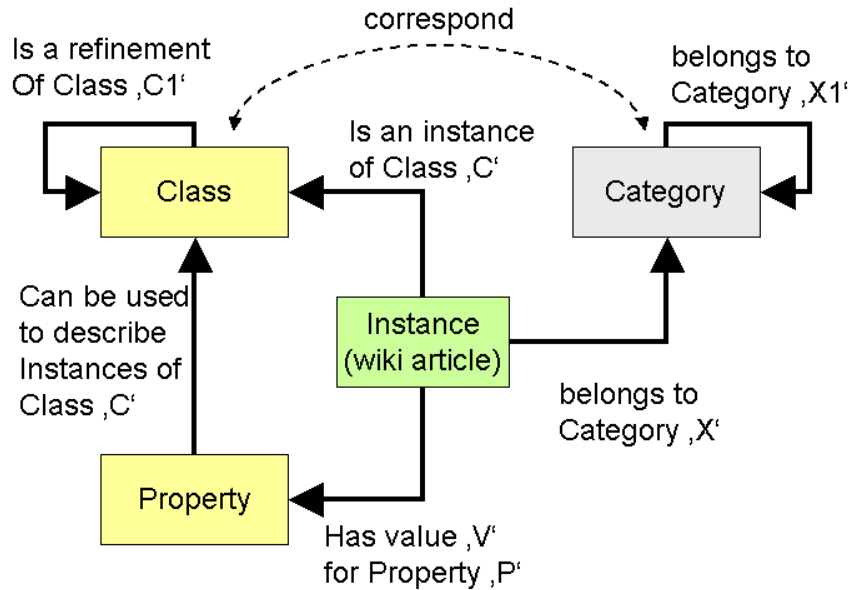 correspond
Is a refinement
Of Class ‚C1‘
belongs to
Category ‚X1‘
Is an instance
of Class ‚C‘
Class
Category
Can be used
to describe
Instances of
Class ‚C‘
Instance
(wiki article)
belongs to
Category ‚X‘
Property
Has value ‚V‘
for Property ‚P‘